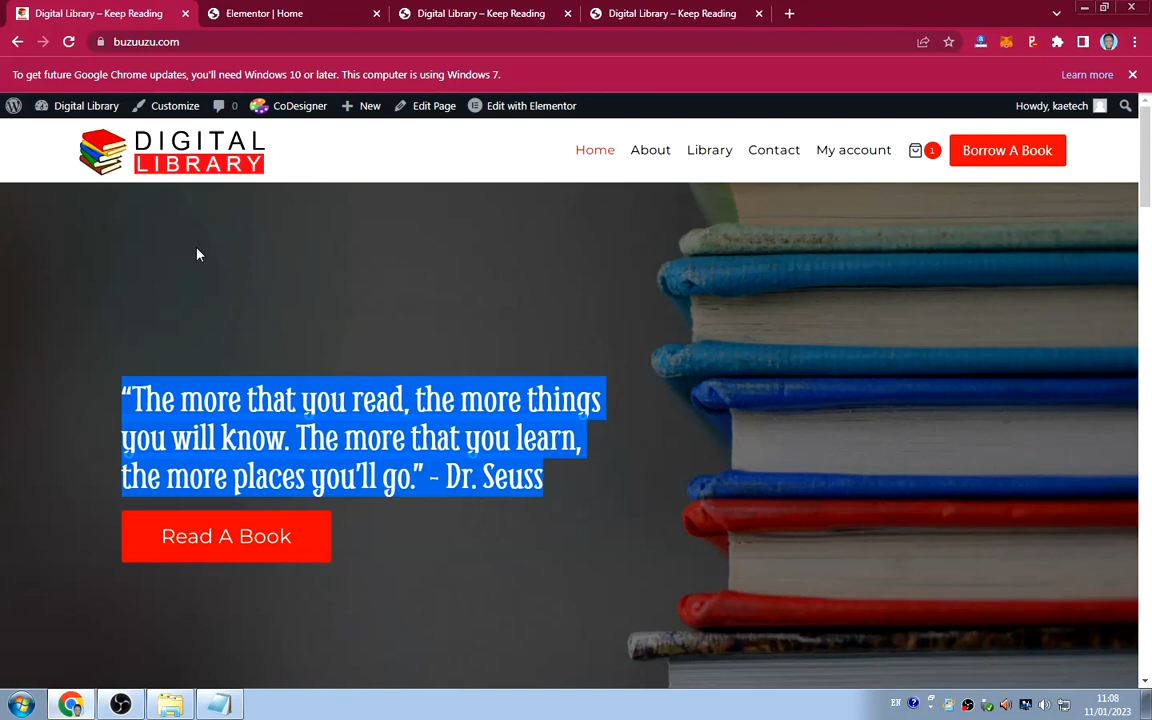 Digital Library – Keep Reading
Elementor | Home
Digital Library – Keep Reading
Digital Library – Keep Reading
buzuuzu.com
To get future Google Chrome updates, you'll need Windows 10 or later. This computer is using Windows 7.
Learn more
Digital Library
Customize
0
CoDesigner
New
Edit Page
Edit with Elementor
Howdy, kaetech
DIGITAL
LIBRARY
Home
About
Library
Contact
My account
1
Borrow A Book
“The more that you read, the more things
you will know. The more that you learn,
the more places you’ll go.” – Dr. Seuss
Read A Book
EN
11:08
11/01/2023